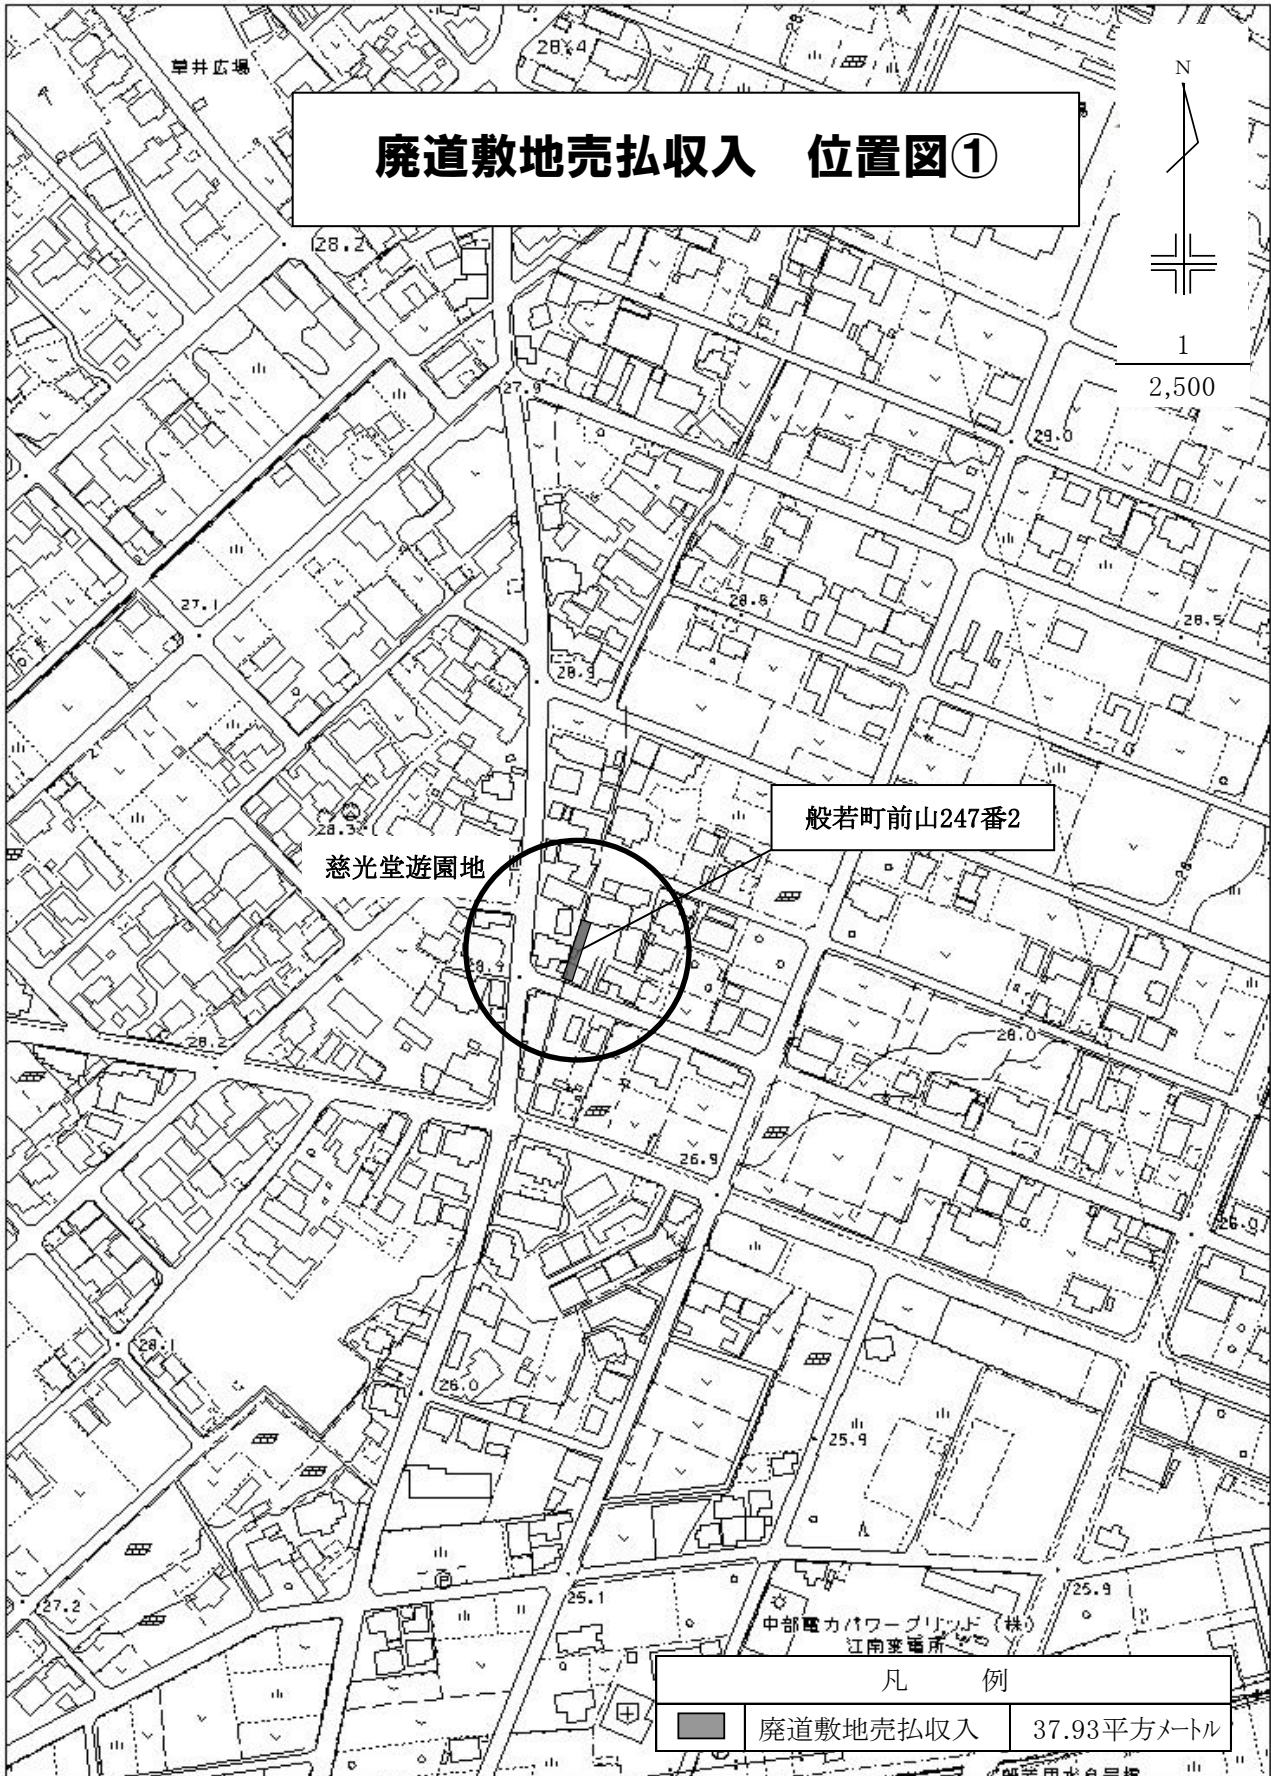 草井広場
28.4
28
N
廃道敷地売払収入 位置図①
28.2
1
2,500
27.9
29.0
27.1
28.8
28.5
28.9
般若町前山247番2
28.3
慈光堂遊園地
28
28.9
28.2
28.0
26.9
26.0
28.1
26.0
25.9
27.2
25.1
25.9
中部電力パワーグリッド(株)
江南変電所
凡 例
廃道敷地売払収入 37.93平方メートル